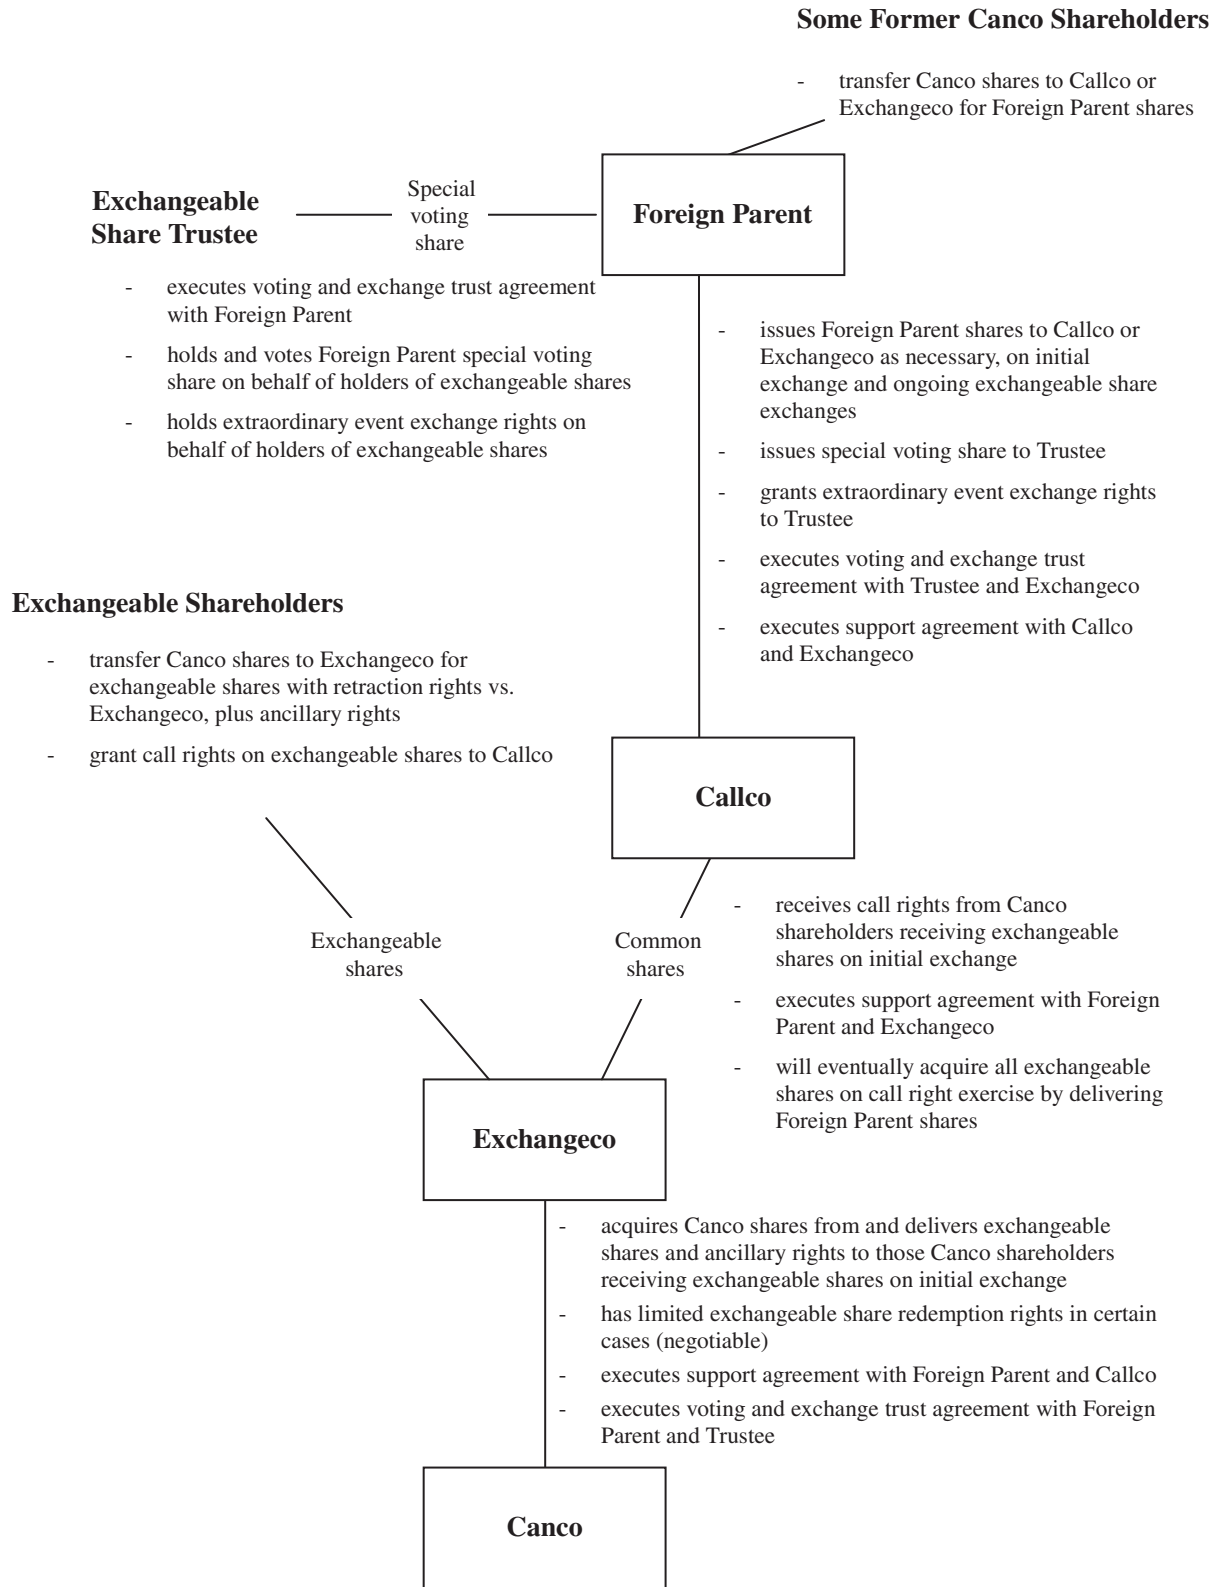 Some Former Canco Shareholders
- transfer Canco shares to Callco or
Exchangeco for Foreign Parent shares
Exchangeable
Share Trustee
Special
voting
share
Foreign Parent
- executes voting and exchange trust agreement
with Foreign Parent
- holds and votes Foreign Parent special voting
share on behalf of holders of exchangeable shares
- holds extraordinary event exchange rights on
behalf of holders of exchangeable shares
- issues Foreign Parent shares to Callco or
Exchangeco as necessary, on initial
exchange and ongoing exchangeable share
exchanges
- issues special voting share to Trustee
- grants extraordinary event exchange rights
to Trustee
- executes voting and exchange trust
agreement with Trustee and Exchangeco
- executes support agreement with Callco
and Exchangeco
Exchangeable Shareholders
- transfer Canco shares to Exchangeco for
exchangeable shares with retraction rights vs.
Exchangeco, plus ancillary rights
- grant call rights on exchangeable shares to Callco
Callco
Exchangeable
shares
Common
shares
- receives call rights from Canco
shareholders receiving exchangeable
shares on initial exchange
- executes support agreement with Foreign
Parent and Exchangeco
- will eventually acquire all exchangeable
shares on call right exercise by delivering
Foreign Parent shares
Exchangeco
- acquires Canco shares from and delivers exchangeable
shares and ancillary rights to those Canco shareholders
receiving exchangeable shares on initial exchange
- has limited exchangeable share redemption rights in certain
cases (negotiable)
- executes support agreement with Foreign Parent and Callco
- executes voting and exchange trust agreement with Foreign
Parent and Trustee
Canco